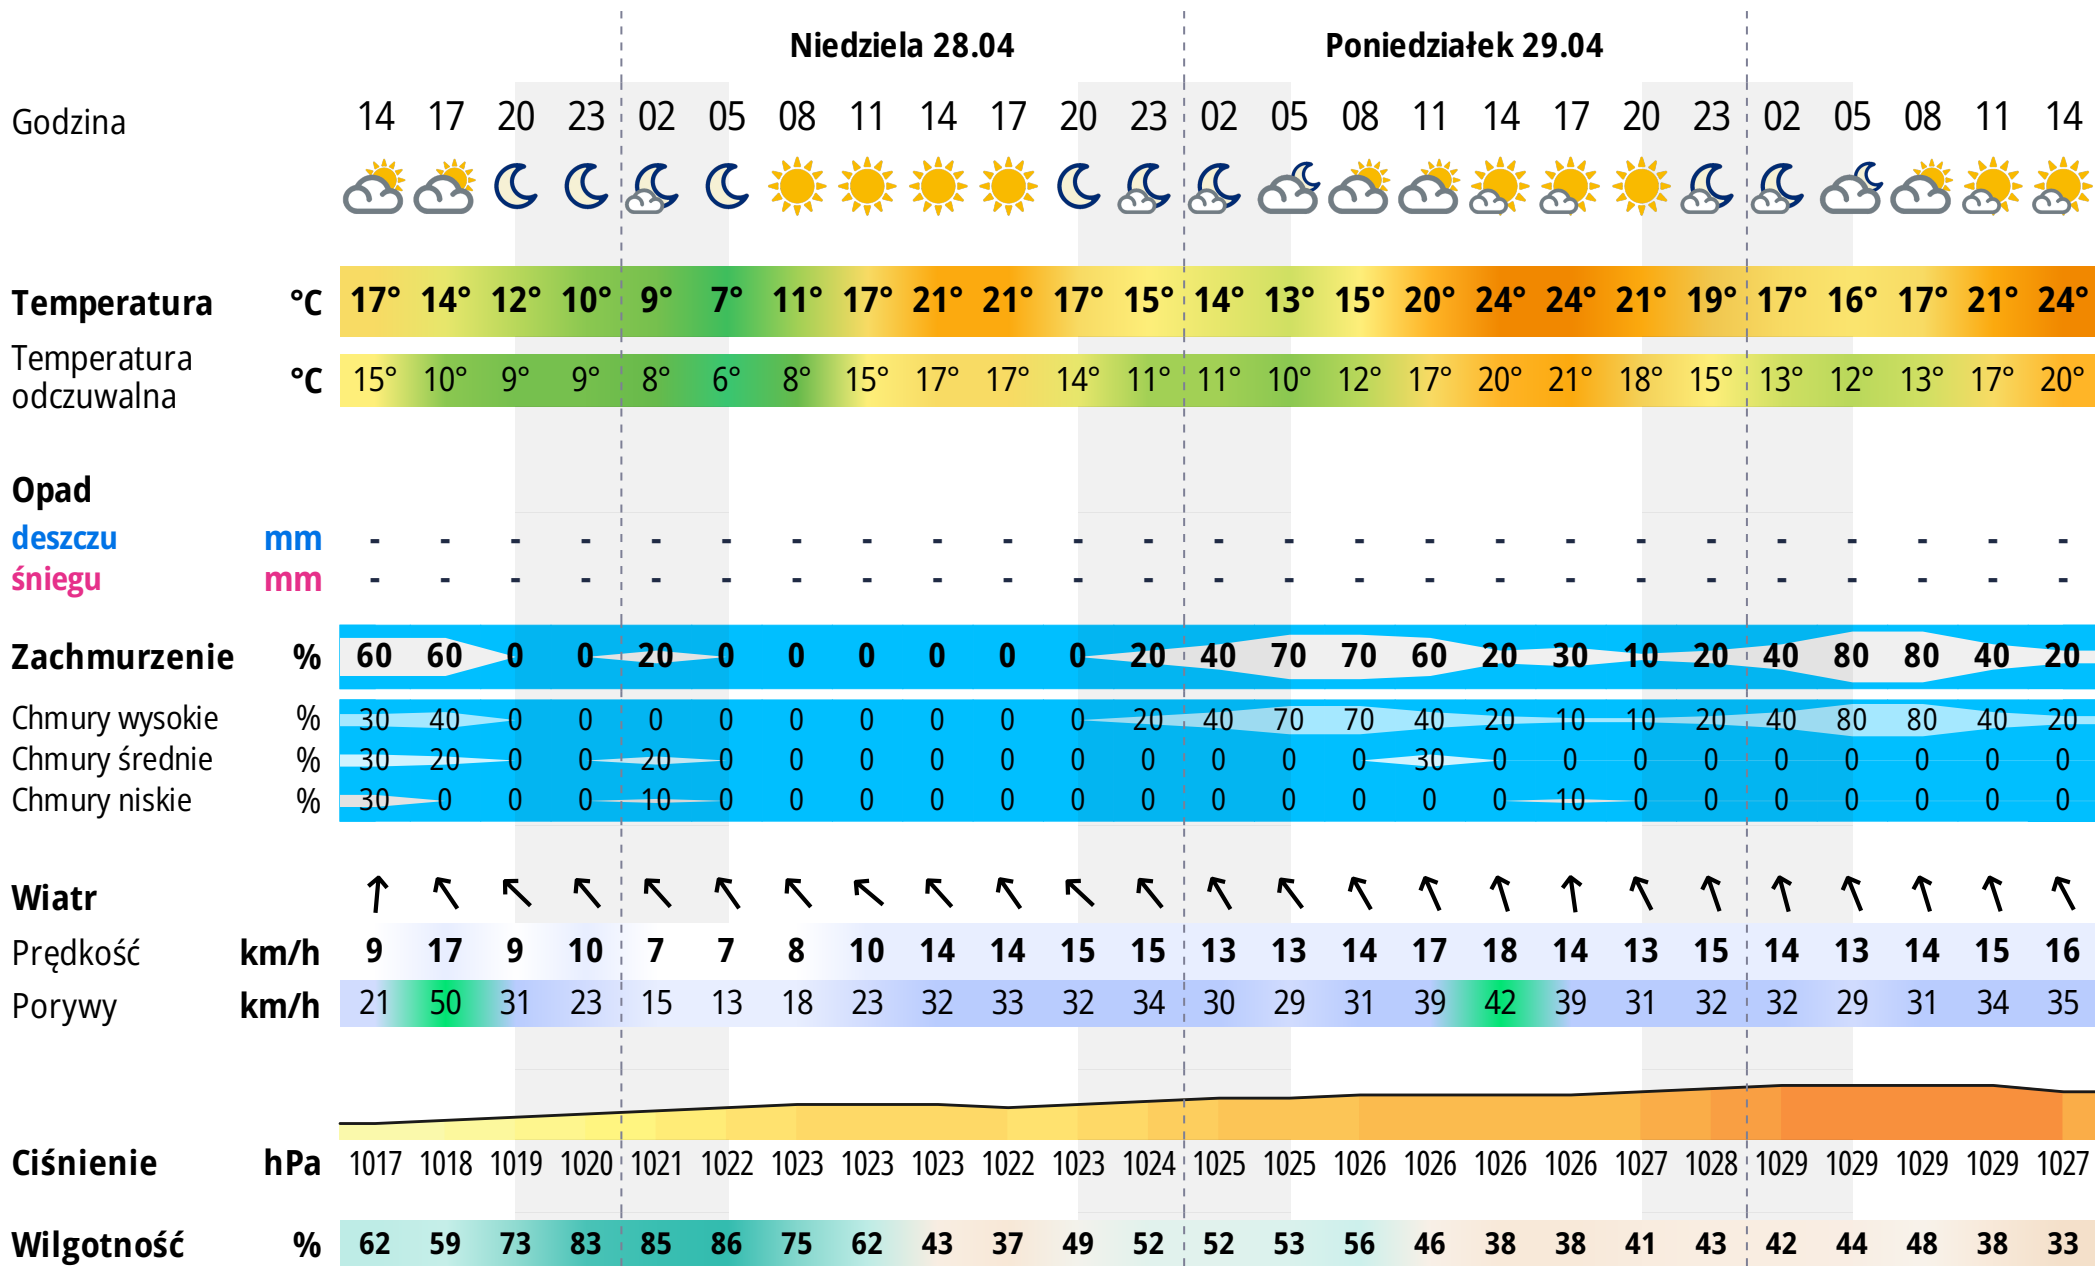 Niedziela 28.04 Poniedziałek 29.04
Godzina 14 17 20 23 02 05 08 11 14 17 20 23 02 05 08 11 14 17 20 23 02 05 08 11 14
Temperatura °C 17° 14° 12° 10° 9° 7° 11° 17° 21° 21° 17° 15° 14° 13° 15° 20° 24° 24° 21° 19° 17° 16° 17° 21° 24°
Temperatura
odczuwalna °C 15° 10° 9° 9° 8° 6° 8° 15° 17° 17° 14° 11° 11° 10° 12° 17° 20° 21° 18° 15° 13° 12° 13° 17° 20°
Opad
deszczu mm - - - - - - - - - - - - - - - - - - - - - - - - -
śniegu mm - - - - - - - - - - - - - - - - - - - - - - - - -
Zachmurzenie % 60 60 0 0 20 0 0 0 0 0 0 20 40 70 70 60 20 30 10 20 40 80 80 40 20
Chmury wysokie % 30 40 0 0 0 0 0 0 0 0 0 20 40 70 70 40 20 10 10 20 40 80 80 40 20
Chmury średnie % 30 20 0 0 20 0 0 0 0 0 0 0 0 0 0 30 0 0 0 0 0 0 0 0 0
Chmury niskie % 30 0 0 0 10 0 0 0 0 0 0 0 0 0 0 0 0 10 0 0 0 0 0 0 0
Wiatr
Prędkość km/h 9 17 9 10 7 7 8 10 14 14 15 15 13 13 14 17 18 14 13 15 14 13 14 15 16
Porywy km/h 21 50 31 23 15 13 18 23 32 33 32 34 30 29 31 39 42 39 31 32 32 29 31 34 35
Ciśnienie hPa 1017 1018 1019 1020 1021 1022 1023 1023 1023 1022 1023 1024 1025 1025 1026 1026 1026 1026 1027 1028 1029 1029 1029 1029 1027
Wilgotność % 62 59 73 83 85 86 75 62 43 37 49 52 52 53 56 46 38 38 41 43 42 44 48 38 33